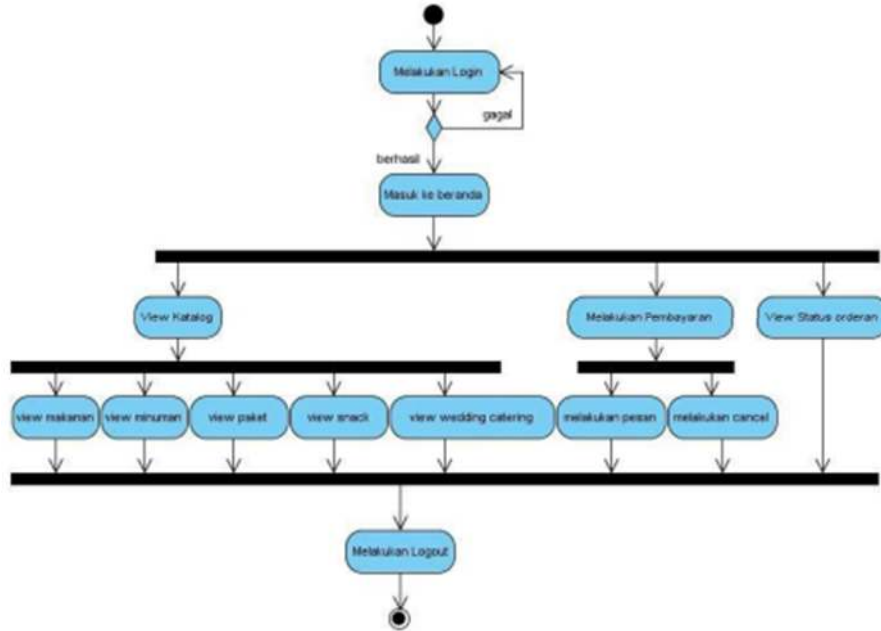 Melakukan Login
gagal
berhasil
Masuk ke beranda
View Katalog
Melakukan Pembayaran
View Status orderan
view makanan
view minuman
view paket
view snack
view wedding catering
melakukan pesan
melakukan cancel
Melakukan Logout